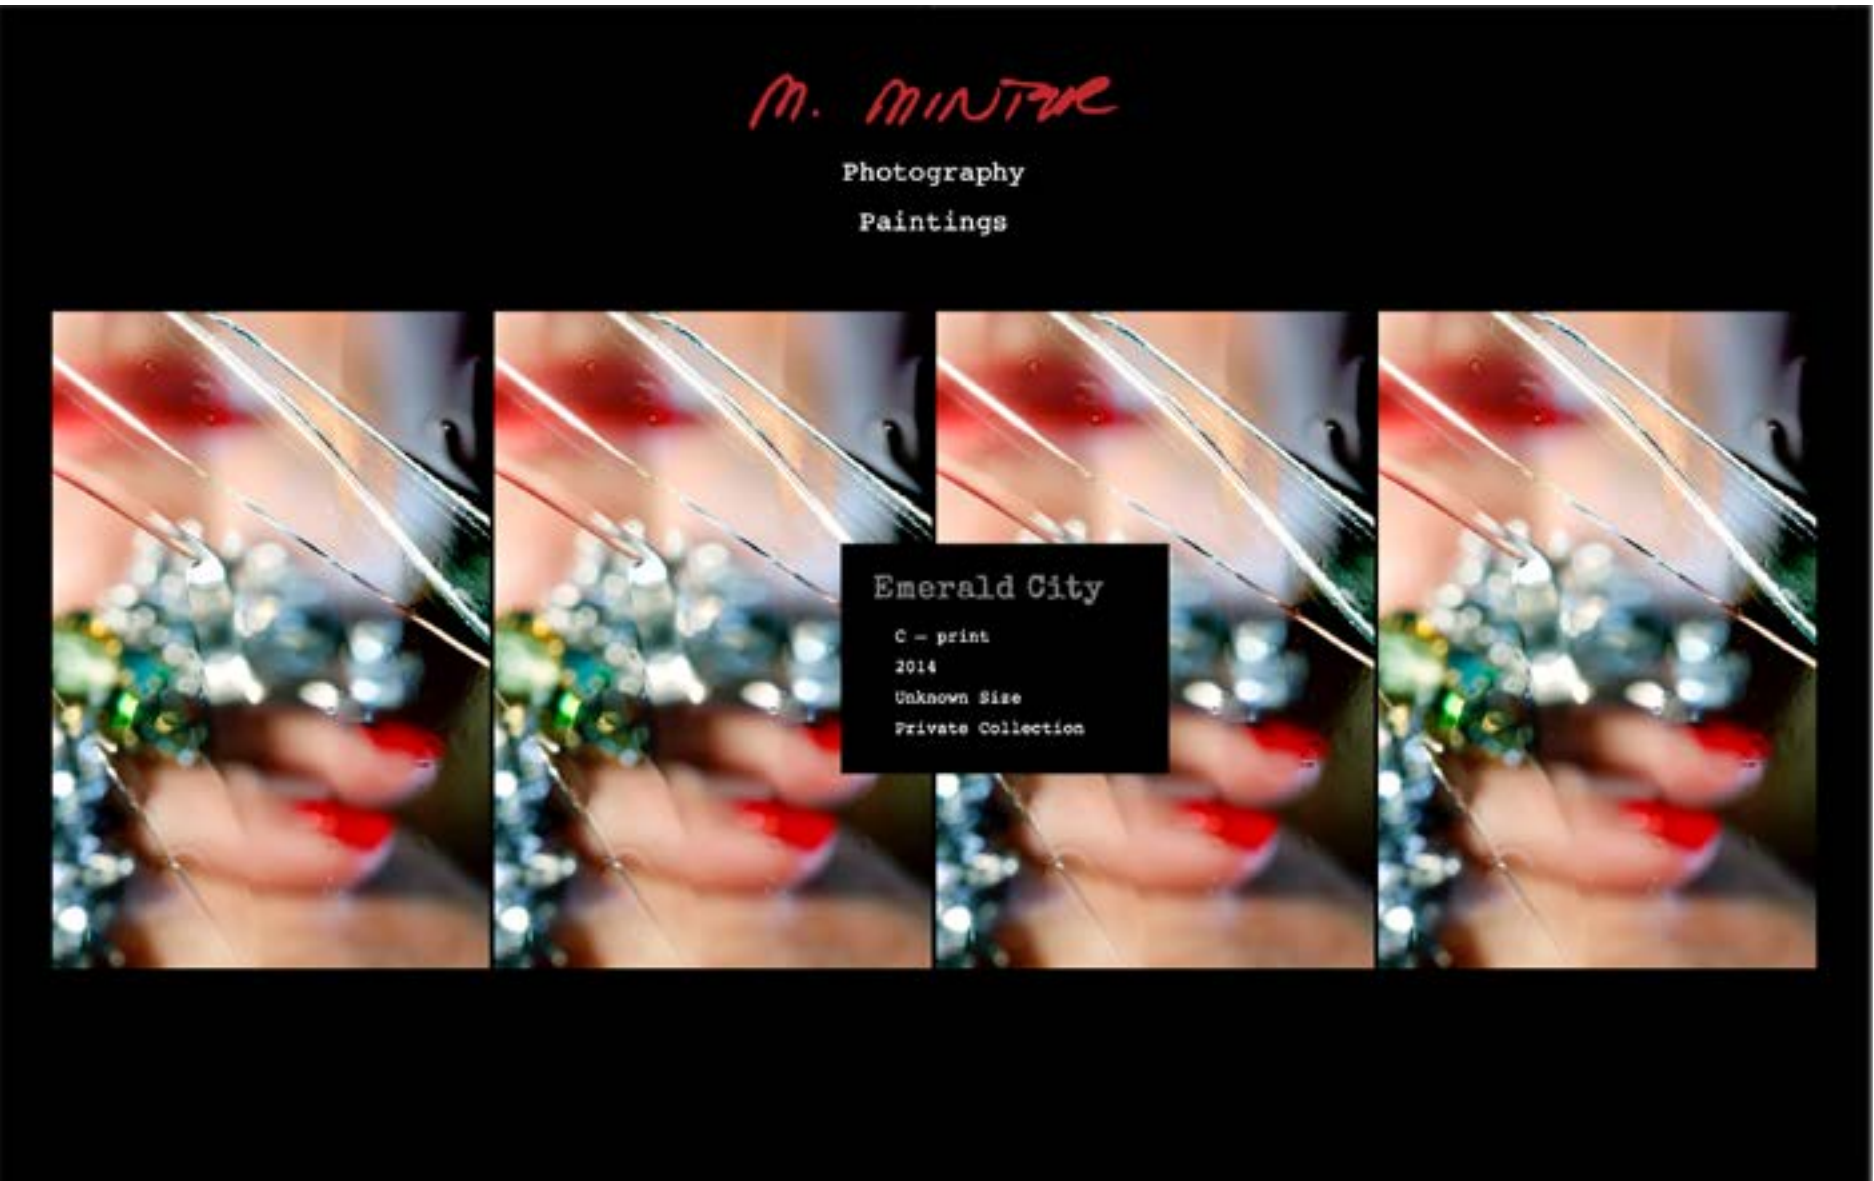 M. MINTER
Photography
Paintings
Emerald City
C – print
2014
Unknown Size
Private Collection